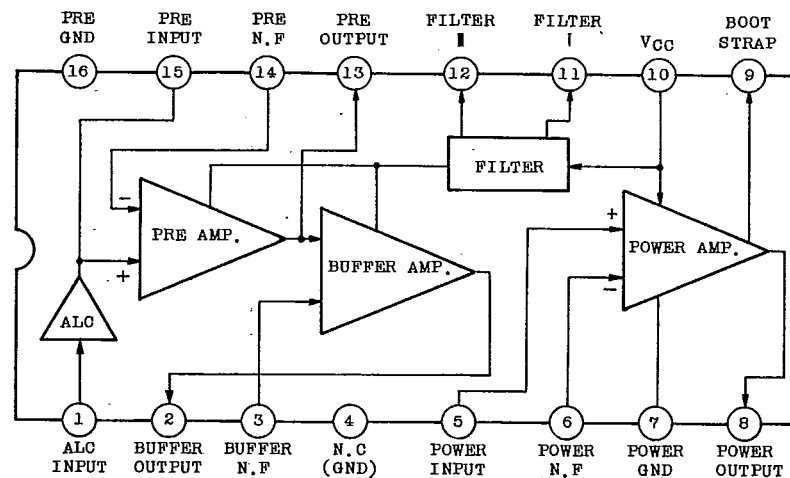 PRE GND
PRE INPUT
PRE N.F
PRE OUTPUT
FILTER II
FILTER I
VCC
BOOT STRAP
16
15
14
13
12
11
10
9
FILTER
-
PRE AMP.
+
BUFFER AMP.
+
POWER AMP.
-
ALC
1
2
3
4
5
6
7
8
ALC INPUT
BUFFER OUTPUT
BUFFER N.F
N.C (GND)
POWER INPUT
POWER N.F
POWER GND
POWER OUTPUT